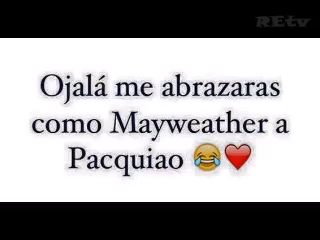 REtv
Ojalá me abrazaras
como Mayweather a
Pacquiao 😂❤️